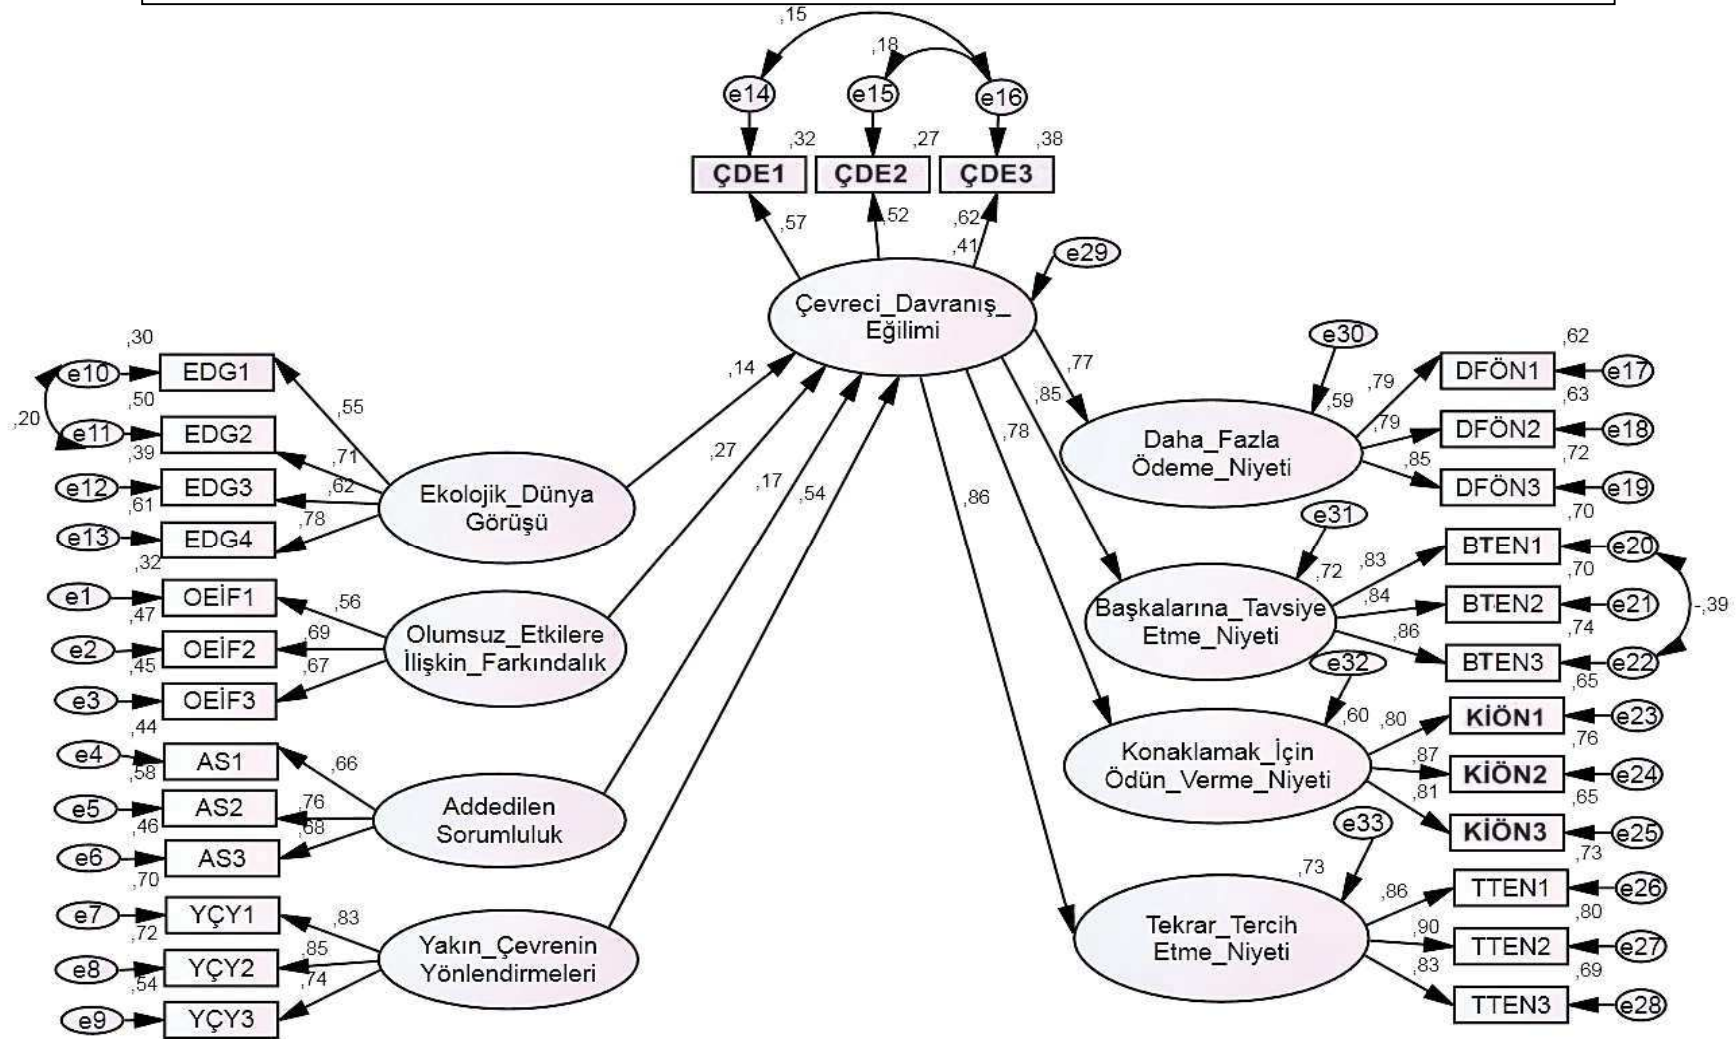 ,15
,18
e14
e15
e16
,32
,27
,38
ÇDE1
ÇDE2
ÇDE3
,57
,52
,62
,41
e29
Çevreci_Davranış_
Eğilimi
,14
,27
,17
,54
,77
,85
,78
,86
,30
e10
EDG1
,20
,50
e11
EDG2
,39
e12
EDG3
,61
e13
EDG4
,55
,71
,62
,78
Ekolojik_Dünya
Görüşü
,32
e1
OEİF1
,47
e2
OEİF2
,45
e3
OEİF3
,56
,69
,67
Olumsuz_Etkilere
İlişkin_Farkındalık
,44
e4
AS1
,58
e5
AS2
,46
e6
AS3
,66
,76
,68
Addedilen
Sorumluluk
,70
e7
YÇY1
,72
e8
YÇY2
,54
e9
YÇY3
,83
,85
,74
Yakın_Çevrenin
Yönlendirmeleri
e30
,59
Daha_Fazla
Ödeme_Niyeti
,79
,79
,85
,62
DFÖN1
e17
,63
DFÖN2
e18
,72
DFÖN3
e19
e31
,72
Başkalarına_Tavsiye
Etme_Niyeti
,83
,84
,86
,70
BTEN1
e20
,70
BTEN2
e21
,74
BTEN3
e22
-,39
e32
,60
Konaklamak_İçin
Ödün_Verme_Niyeti
,80
,87
,81
,65
KİÖN1
e23
,76
KİÖN2
e24
,65
KİÖN3
e25
e33
,73
Tekrar_Tercih
Etme_Niyeti
,86
,90
,83
,73
TTEN1
e26
,80
TTEN2
e27
,69
TTEN3
e28